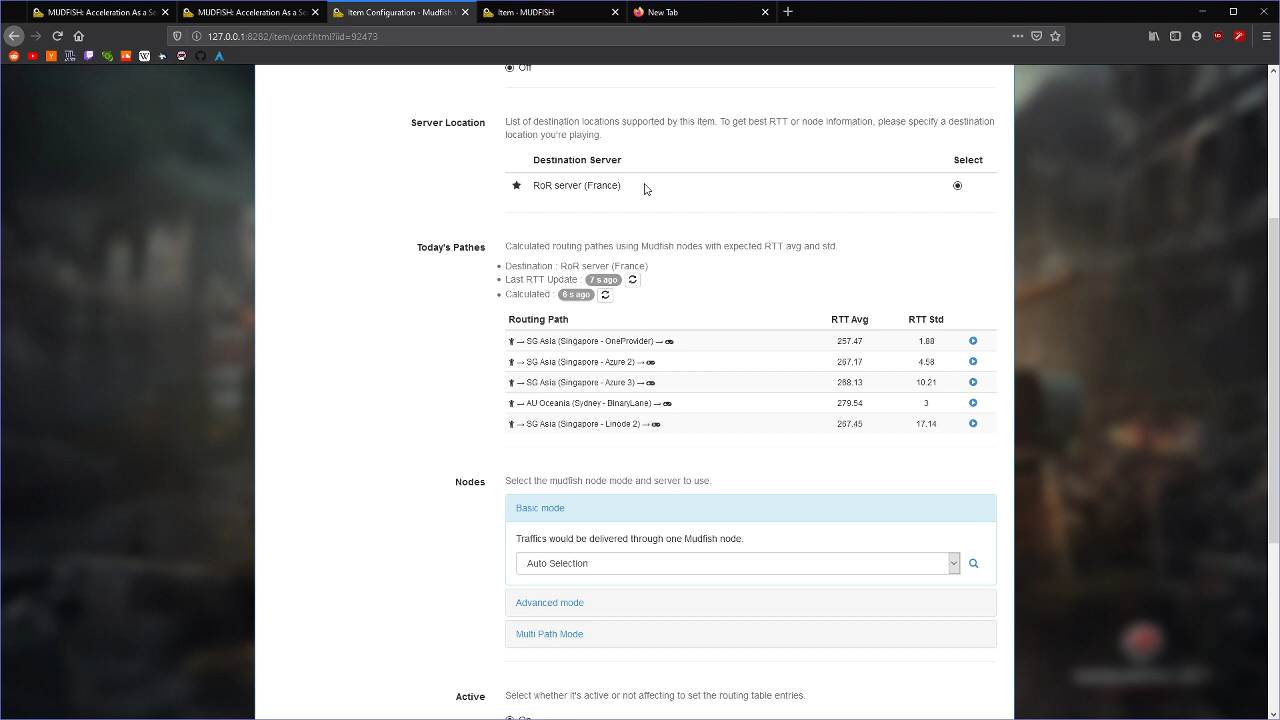 MUDFISH: Acceleration As a Se
MUDFISH: Acceleration As a Se
Item Configuration - Mudfish
Item - MUDFISH
New Tab
127.0.0.1:8282/item/conf.html?iid=92473
Off
Server Location
List of destination locations supported by this item. To get best RTT or node information, please specify a destination
location you're playing.
Destination Server Select
RoR server (France)
Today's Pathes
Calculated routing pathes using Mudfish nodes with expected RTT avg and std.
Destination : RoR server (France)
Last RTT Update : 7 s ago
Calculated : 6 s ago
Routing Path RTT Avg RTT Std
→ SG Asia (Singapore - OneProvider) → 257.47 1.88
→ SG Asia (Singapore - Azure 2) → 267.17 4.58
→ SG Asia (Singapore - Azure 3) → 268.13 10.21
→ AU Oceania (Sydney - BinaryLane) → 279.54 3
→ SG Asia (Singapore - Linode 2) → 267.45 17.14
Nodes
Select the mudfish node mode and server to use.
Basic mode
Traffics would be delivered through one Mudfish node.
Auto Selection
Advanced mode
Multi Path Mode
Active
Select whether it's active or not affecting to set the routing table entries.
On